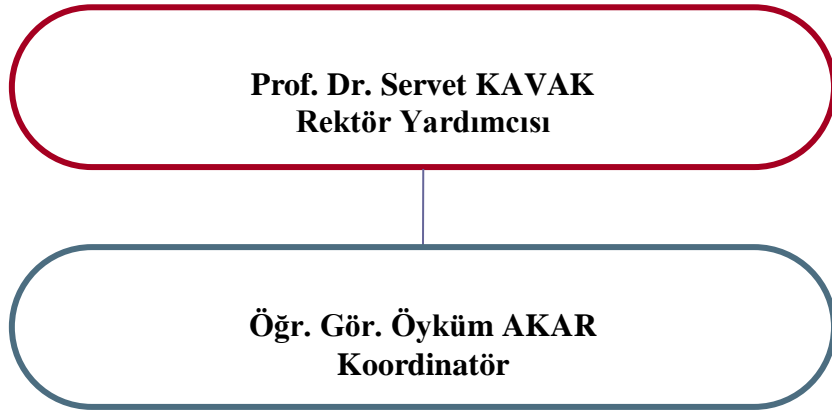 Prof. Dr. Servet KAVAK
Rektör Yardımcısı
Öğr. Gör. Öyküm AKAR
Koordinatör